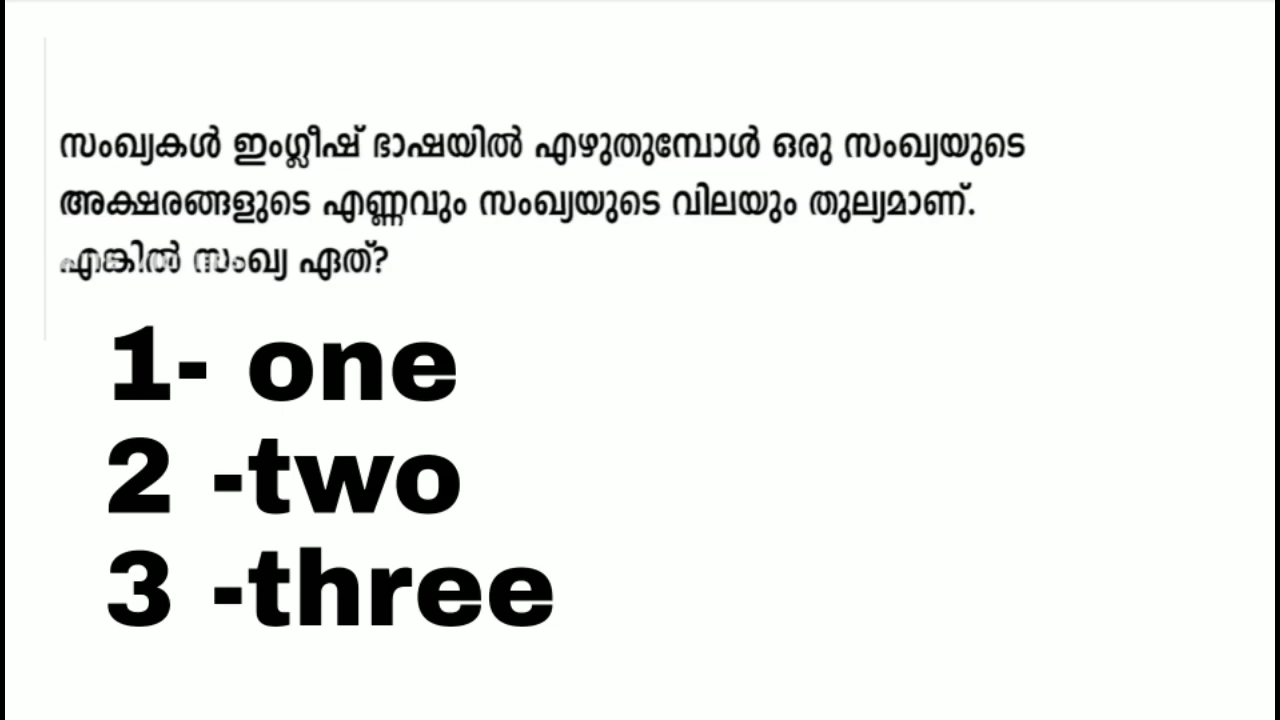 സംഖ്യകൾ ഇംഗ്ലീഷ് ഭാഷയിൽ എഴുതുമ്പോൾ ഒരു സംഖ്യയുടെ
അക്ഷരങ്ങളുടെ എണ്ണവും സംഖ്യയുടെ വിലയും തുല്യമാണ്.
എങ്കിൽ സംഖ്യ ഏത്?
1- one
2 -two
3 -three